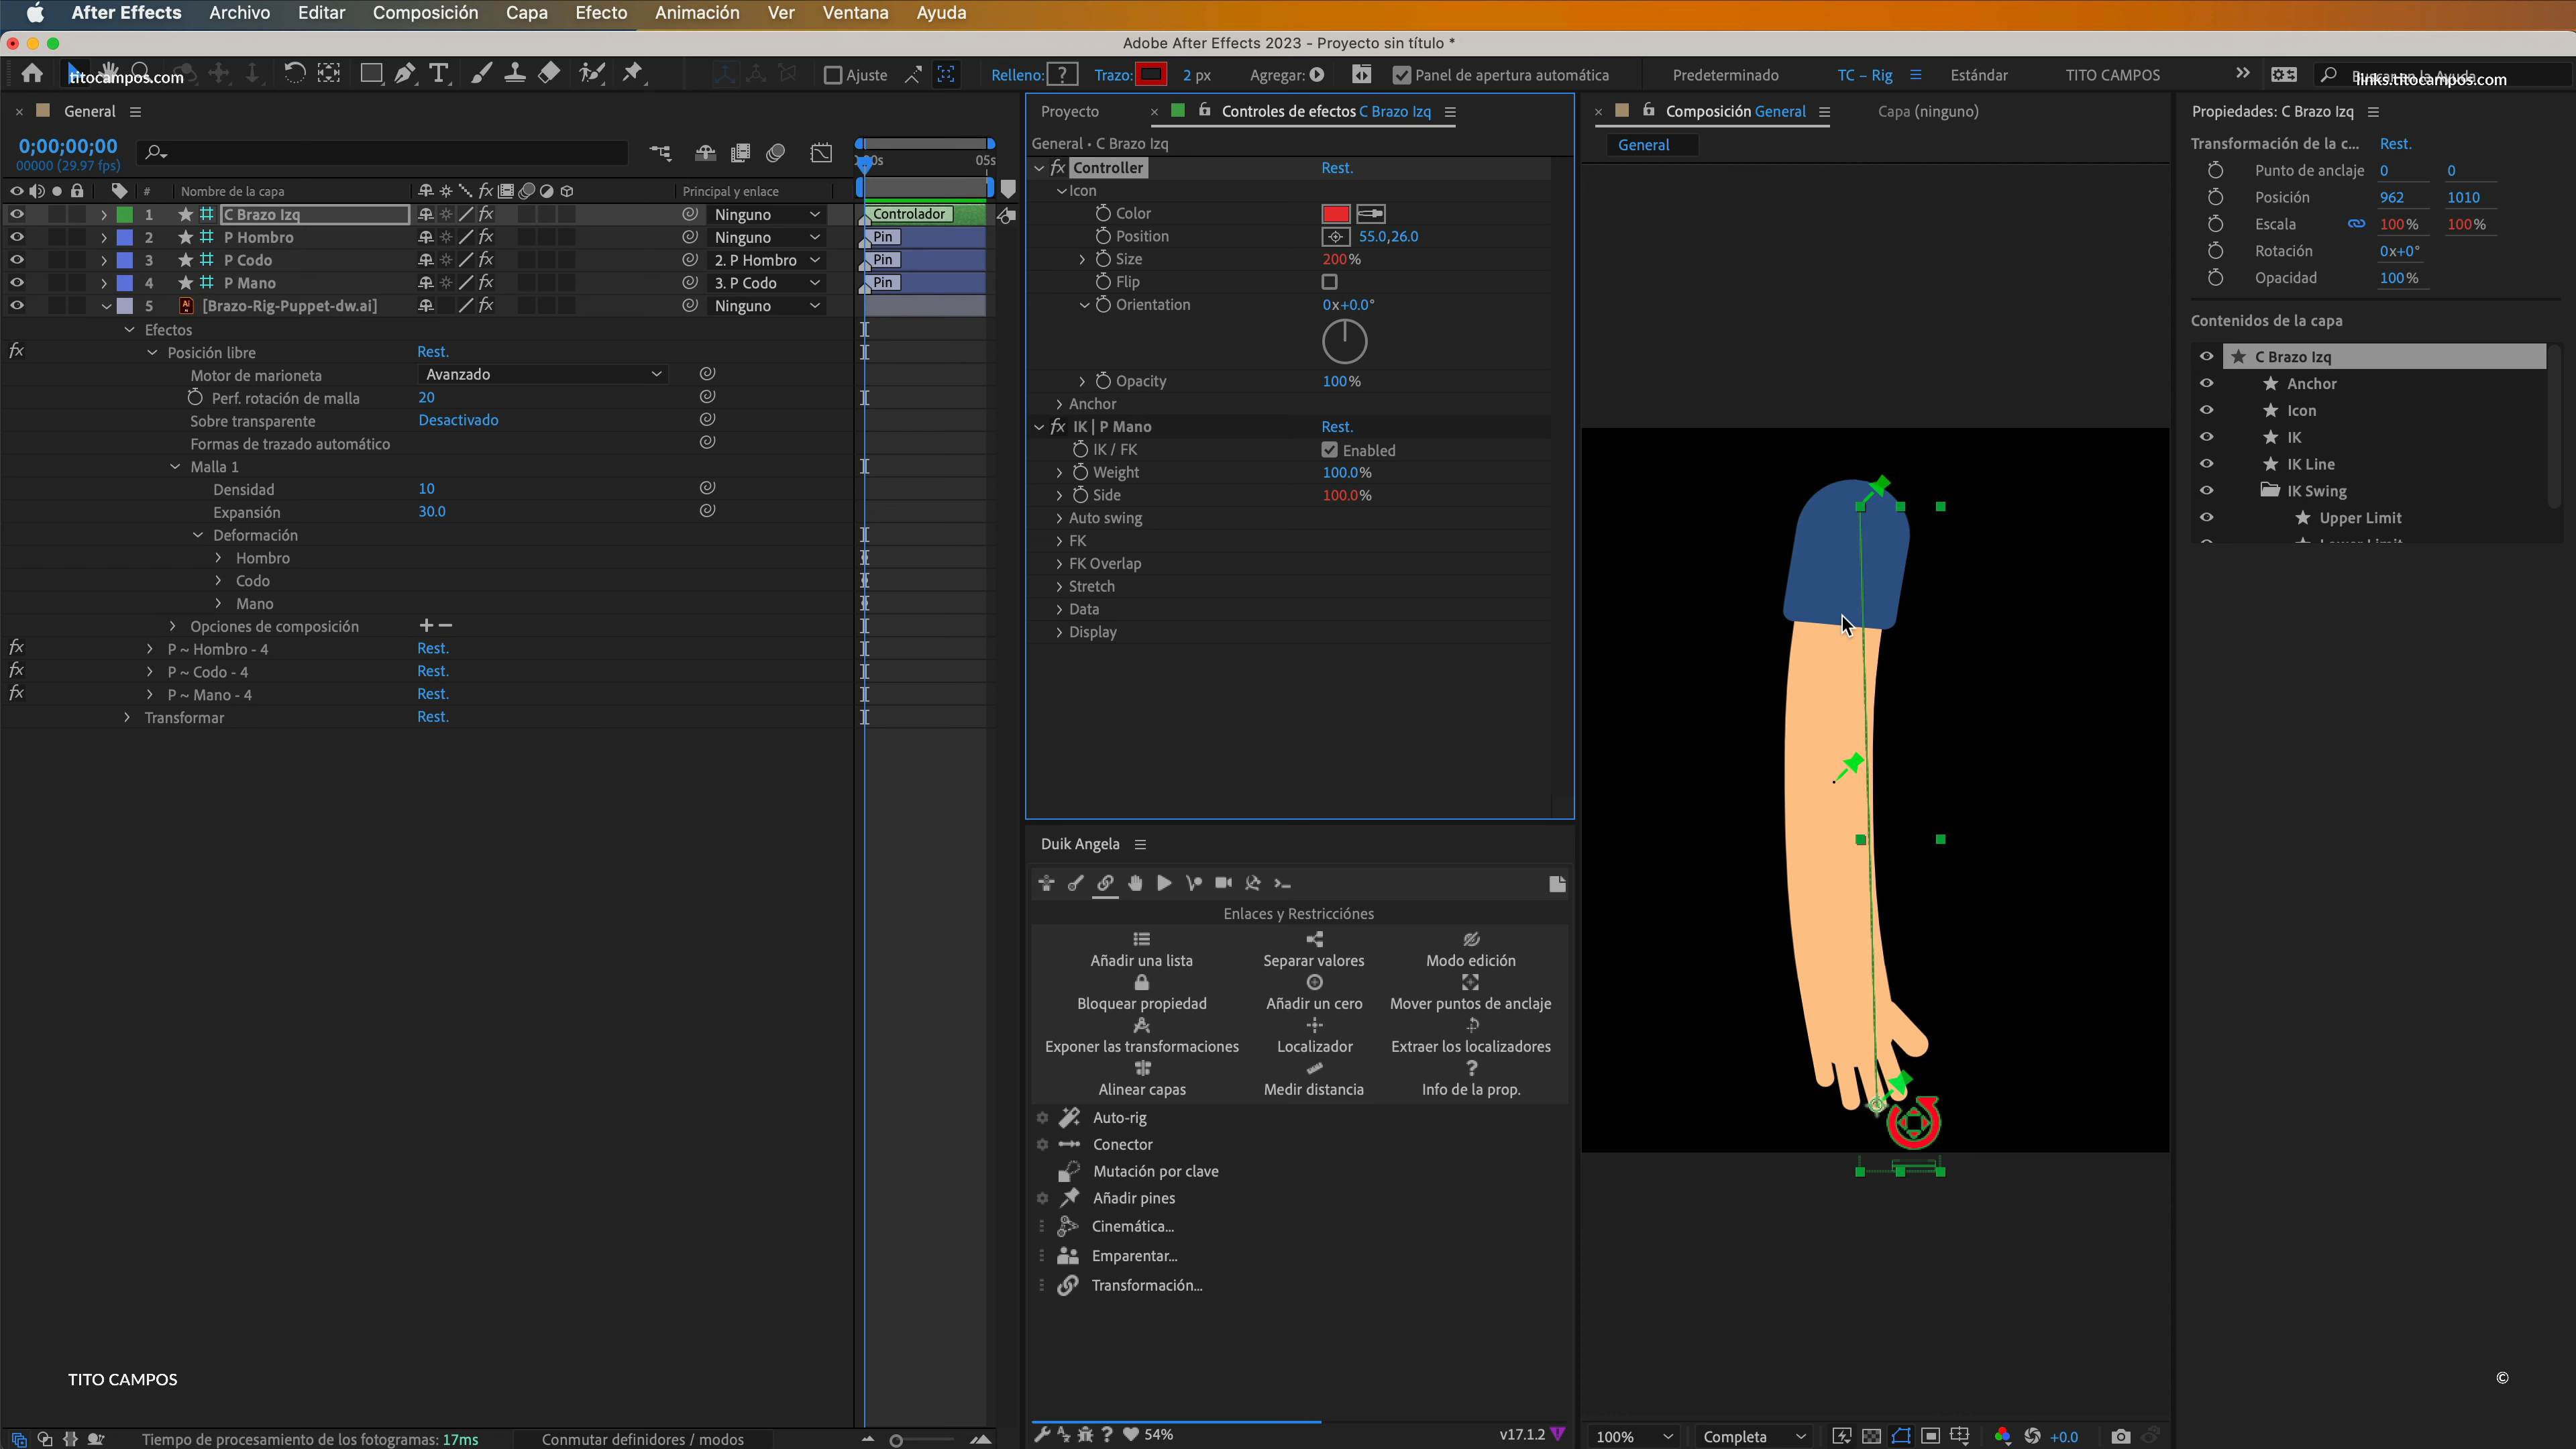 After Effects Archivo Editar Composición Capa Efecto Animación Ver Ventana Ayuda
Adobe After Effects 2023 - Proyecto sin título *
titocampos.com
Ajuste
Relleno: ?
Trazo:
2 px
Agregar:
Panel de apertura automática
Predeterminado
TC – Rig
Estándar
TITO CAMPOS
links.titocampos.com
General
0;00;00;00
00000 (29.97 fps)
05s
# Nombre de la capa
Principal y enlace
1 C Brazo Izq Ninguno Controlador
2 P Hombro Ninguno Pin
3 P Codo 2. P Hombro Pin
4 P Mano 3. P Codo Pin
5 [Brazo-Rig-Puppet-dw.ai] Ninguno
Efectos
fx Posición libre Rest.
Motor de marioneta Avanzado
Perf. rotación de malla 20
Sobre transparente Desactivado
Formas de trazado automático
Malla 1
Densidad 10
Expansión 30.0
Deformación
Hombro
Codo
Mano
Opciones de composición + −
fx P ~ Hombro - 4 Rest.
fx P ~ Codo - 4 Rest.
fx P ~ Mano - 4 Rest.
Transformar Rest.
TITO CAMPOS
Tiempo de procesamiento de los fotogramas: 17ms
Conmutar definidores / modos
Proyecto
Controles de efectos C Brazo Izq
General • C Brazo Izq
fx Controller Rest.
Icon
Color
Position 55.0,26.0
Size 200%
Flip
Orientation 0x+0.0°
Opacity 100%
Anchor
fx IK | P Mano Rest.
IK / FK Enabled
Weight 100.0%
Side 100.0%
Auto swing
FK
FK Overlap
Stretch
Data
Display
Duik Angela
Enlaces y Restricciónes
Añadir una lista Separar valores Modo edición
Bloquear propiedad Añadir un cero Mover puntos de anclaje
Exponer las transformaciones Localizador Extraer los localizadores
Alinear capas Medir distancia Info de la prop.
Auto-rig
Conector
Mutación por clave
Añadir pines
Cinemática...
Emparentar...
Transformación...
54%
v17.1.2
Composición General
Capa (ninguno)
General
100%
Completa
+0.0
Propiedades: C Brazo Izq
Transformación de la c... Rest.
Punto de anclaje 0 0
Posición 962 1010
Escala 100% 100%
Rotación 0x+0°
Opacidad 100%
Contenidos de la capa
C Brazo Izq
Anchor
Icon
IK
IK Line
IK Swing
Upper Limit
Lower Limit
©